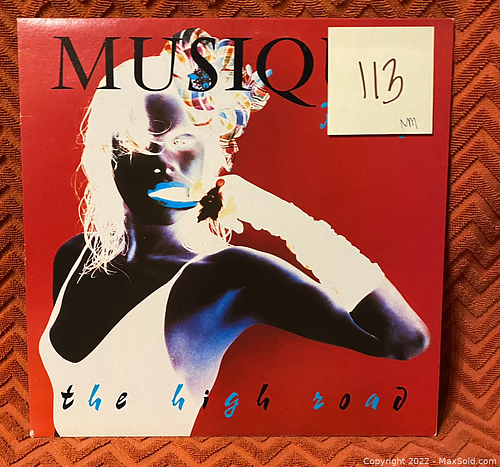 MUSIQ
113
NM
the high road
Copyright 2022 - MaxSold.com